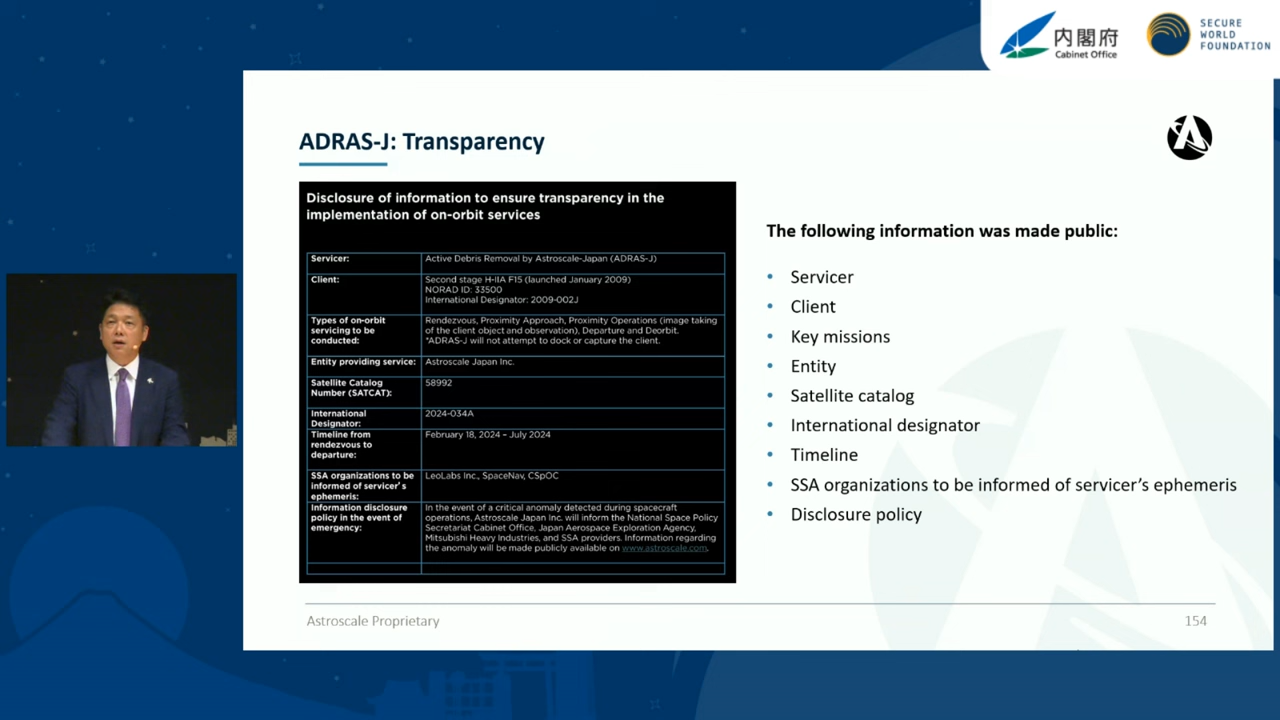 内閣府
Cabinet Office
SECURE
WORLD
FOUNDATION
ADRAS-J: Transparency
Disclosure of information to ensure transparency in the
implementation of on-orbit services
Servicer: Active Debris Removal by Astroscale-Japan (ADRAS-J)
Client: Second stage H-IIA F15 (launched January 2009)
NORAD ID: 33500
International Designator: 2009-002J
Types of on-orbit Rendezvous, Proximity Approach, Proximity Operations (image taking
servicing to be of the client object and observation), Departure and Deorbit.
conducted: *ADRAS-J will not attempt to dock or capture the client.
Entity providing service: Astroscale Japan Inc.
Satellite Catalog 58992
Number (SATCAT):
International 2024-034A
Designator:
Timeline from February 18, 2024 – July 2024
rendezvous to
departure:
SSA organizations to be LeoLabs Inc., SpaceNav, CSpOC
informed of servicer's
ephemeris:
Information disclosure In the event of a critical anomaly detected during spacecraft
policy in the event of operations, Astroscale Japan Inc. will inform the National Space Policy
emergency: Secretariat Cabinet Office, Japan Aerospace Exploration Agency,
Mitsubishi Heavy Industries, and SSA providers. Information regarding
the anomaly will be made publicly available on www.astroscale.com.
The following information was made public:
• Servicer
• Client
• Key missions
• Entity
• Satellite catalog
• International designator
• Timeline
• SSA organizations to be informed of servicer's ephemeris
• Disclosure policy
Astroscale Proprietary
154